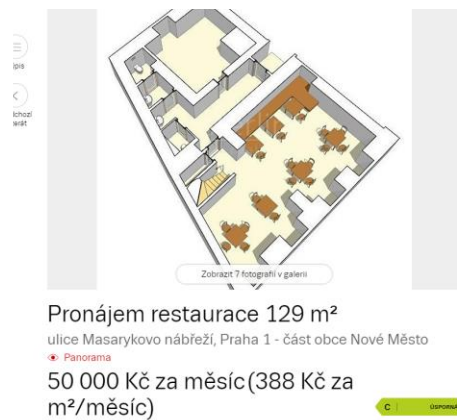 Zobrazit 7 fotografií v galerii
Pronájem restaurace 129 m²
ulice Masarykovo nábřeží, Praha 1 - část obce Nové Město
Panorama
50 000 Kč za měsíc (388 Kč za
m²/měsíc)
C